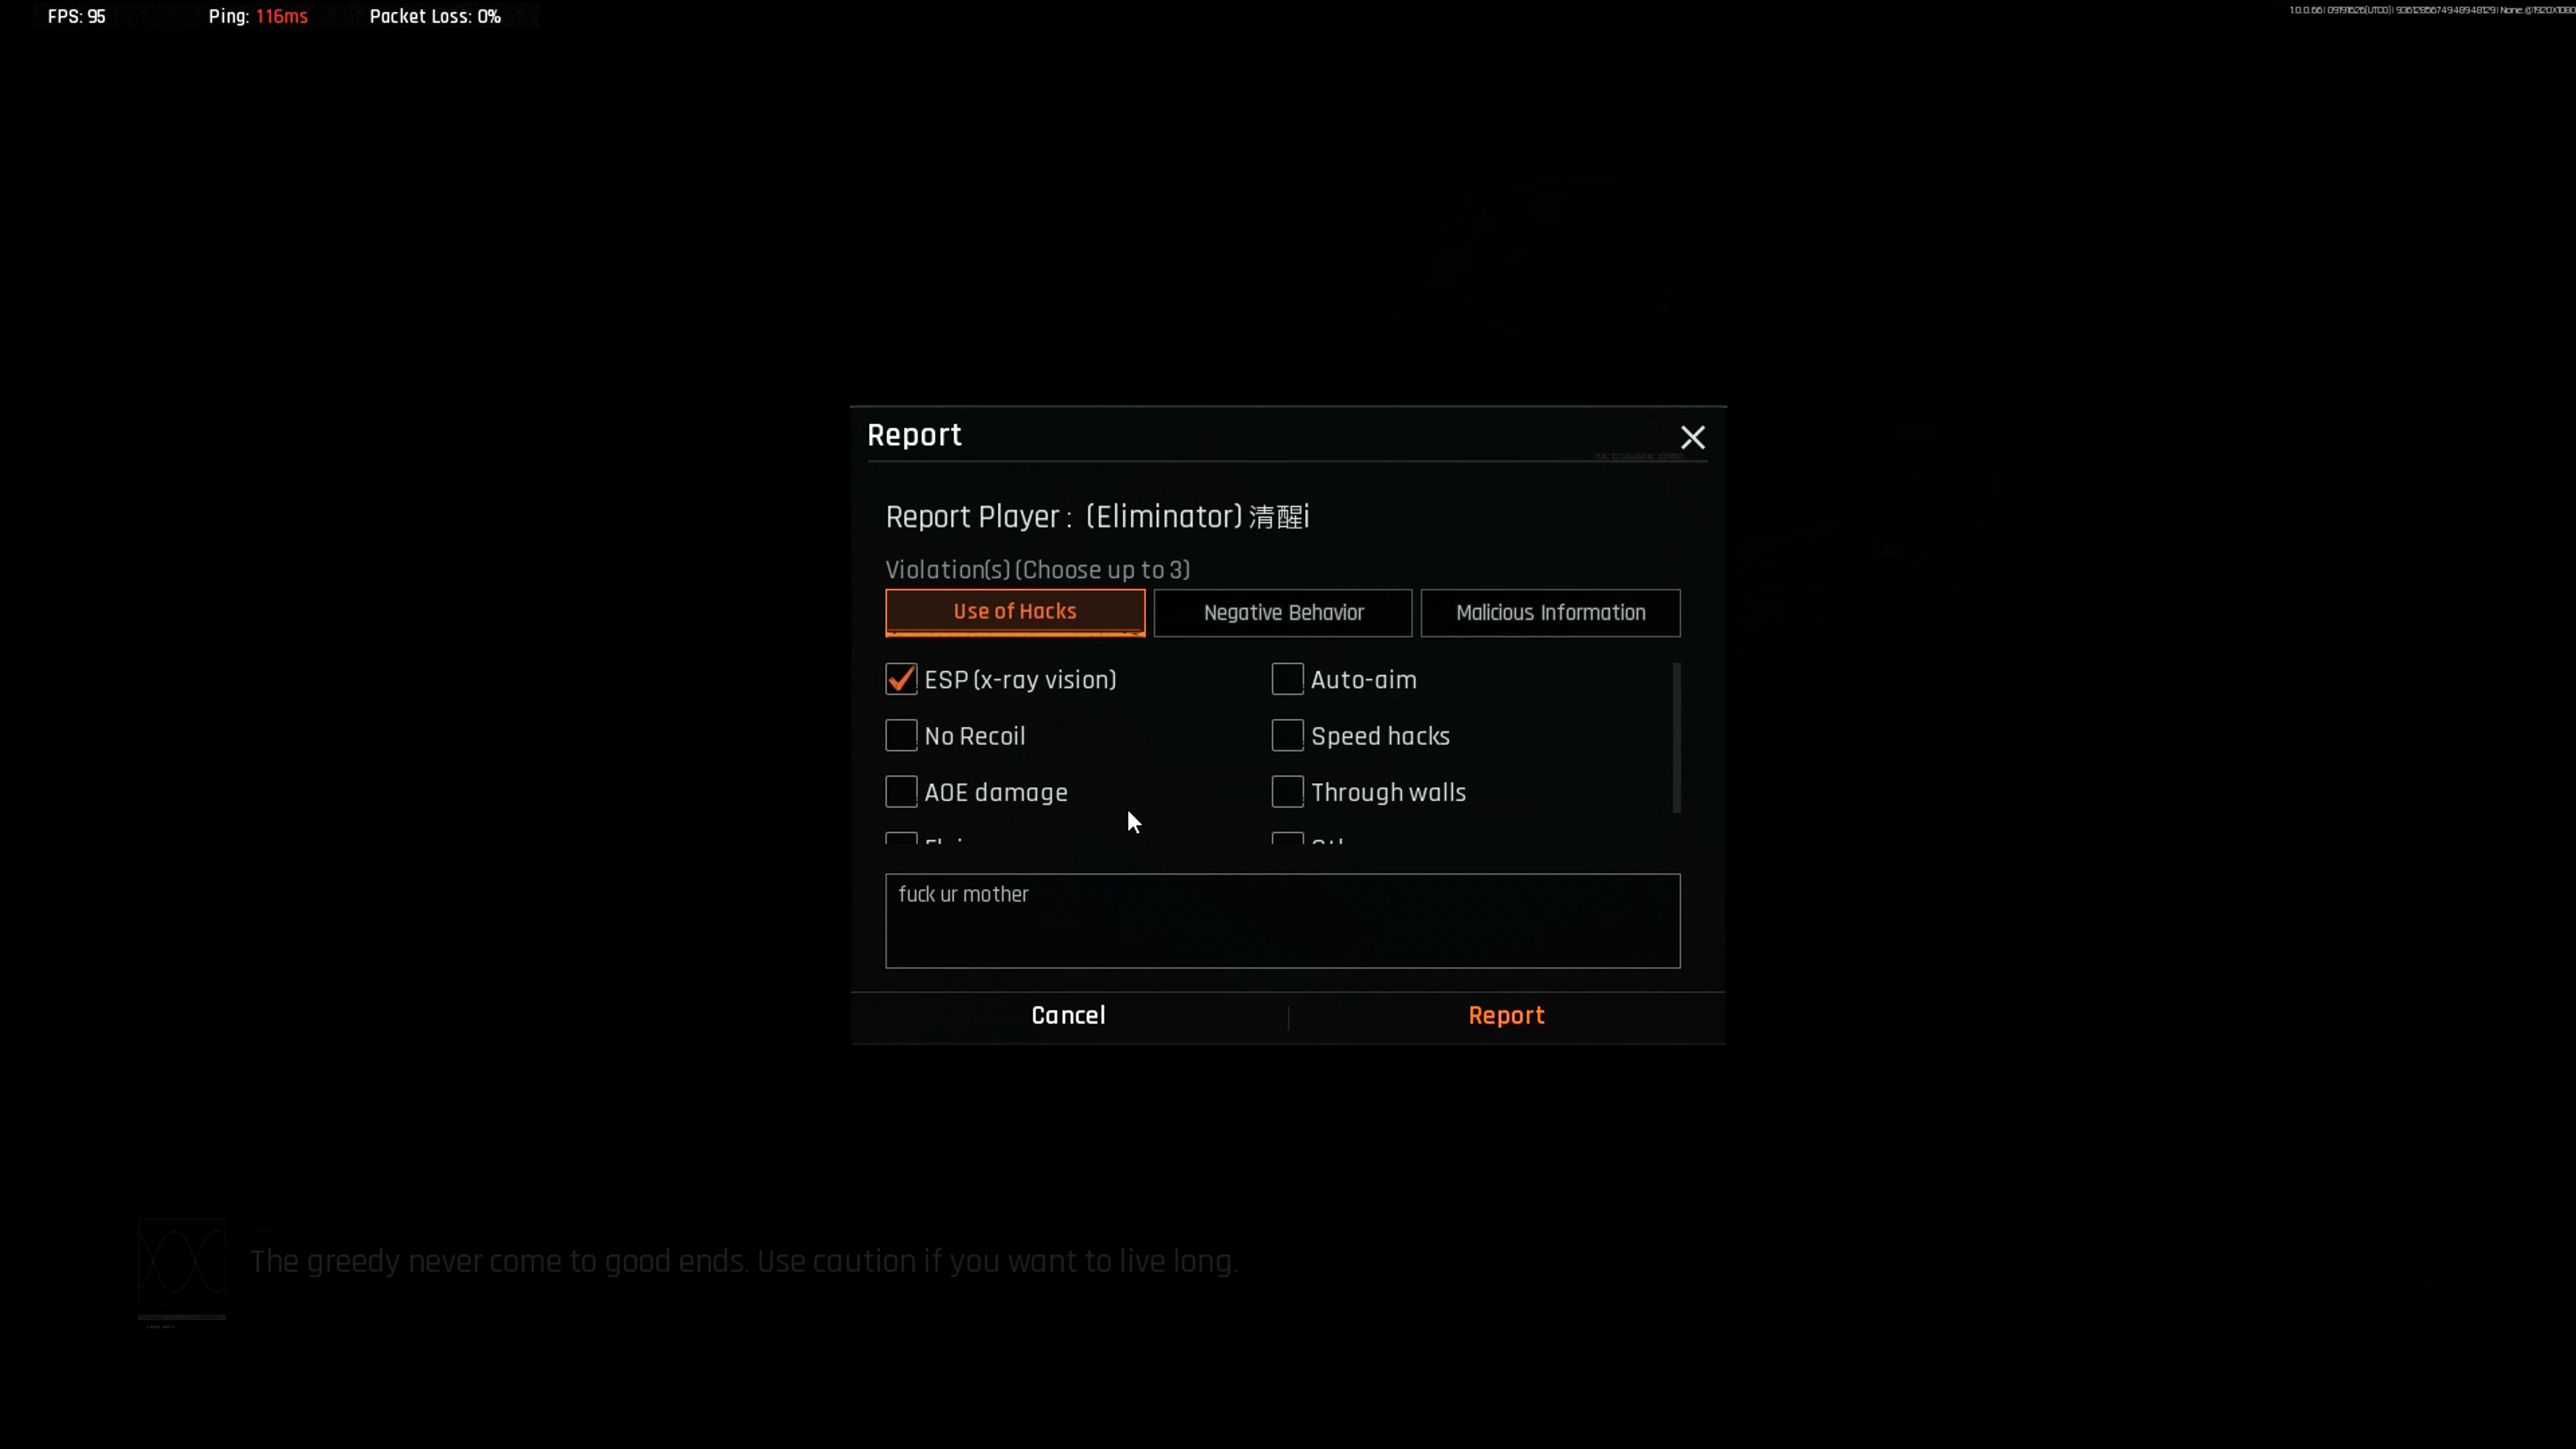 FPS: 95 Ping: 116ms Packet Loss: 0%
Report
Report Player : (Eliminator) 清醒i
Violation(s) (Choose up to 3)
Use of Hacks Negative Behavior Malicious Information
ESP (x-ray vision) Auto-aim
No Recoil Speed hacks
AOE damage Through walls
fuck ur mother
Cancel Report
The greedy never come to good ends. Use caution if you want to live long.